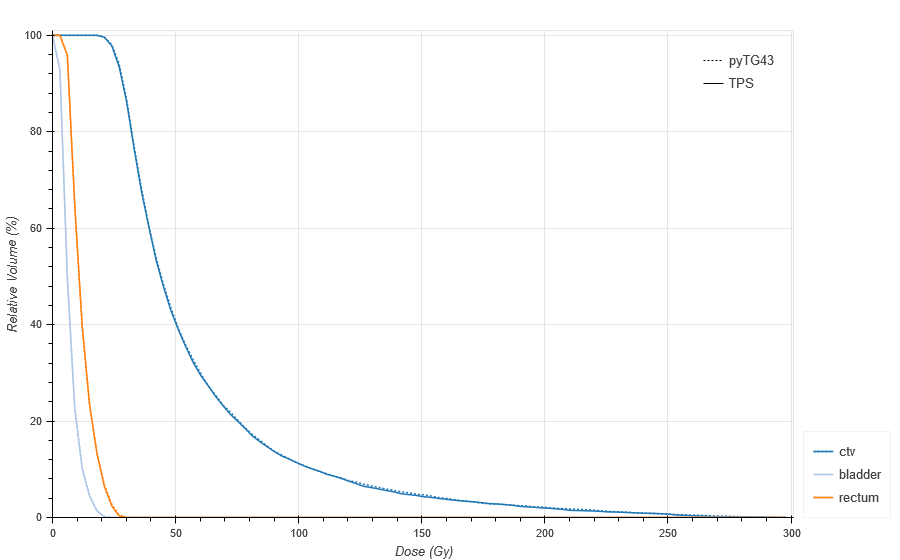 100
80
60
40
20
0
Relative Volume (%)
pyTG43
TPS
ctv
bladder
rectum
0 50 100 150 200 250 300
Dose (Gy)